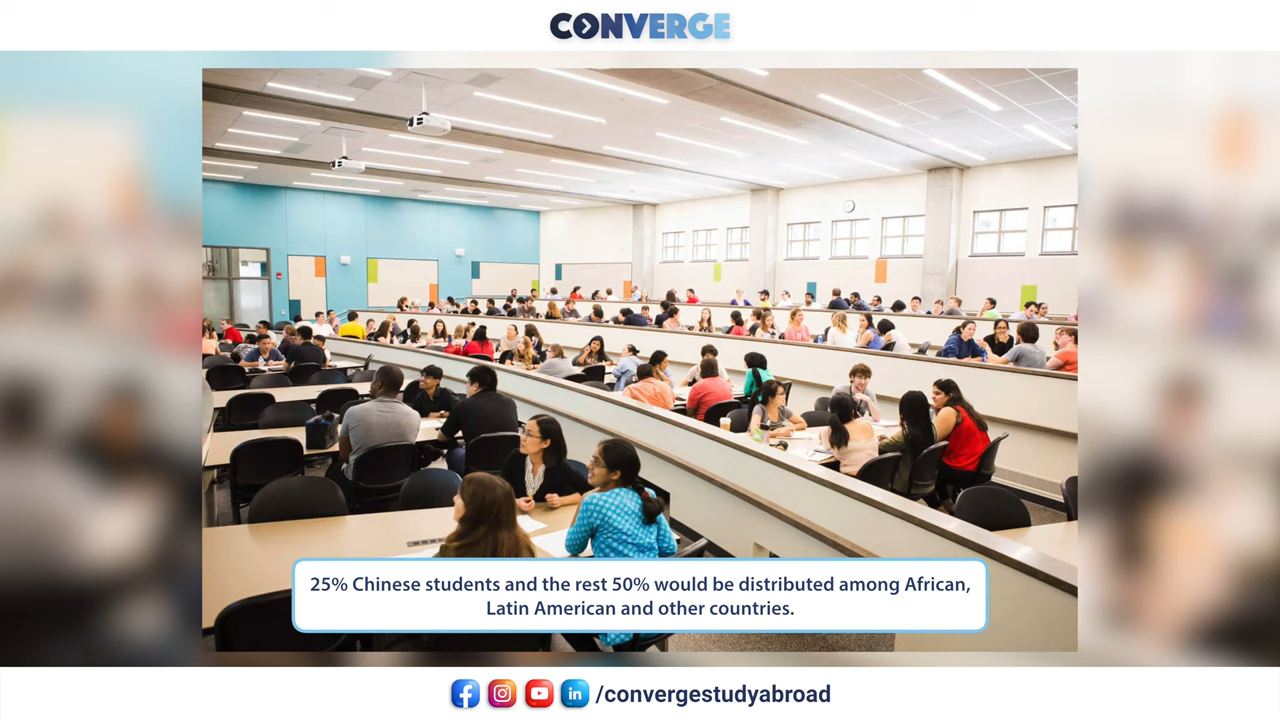 CONVERGE
25% Chinese students and the rest 50% would be distributed among African,
Latin American and other countries.
/convergestudyabroad